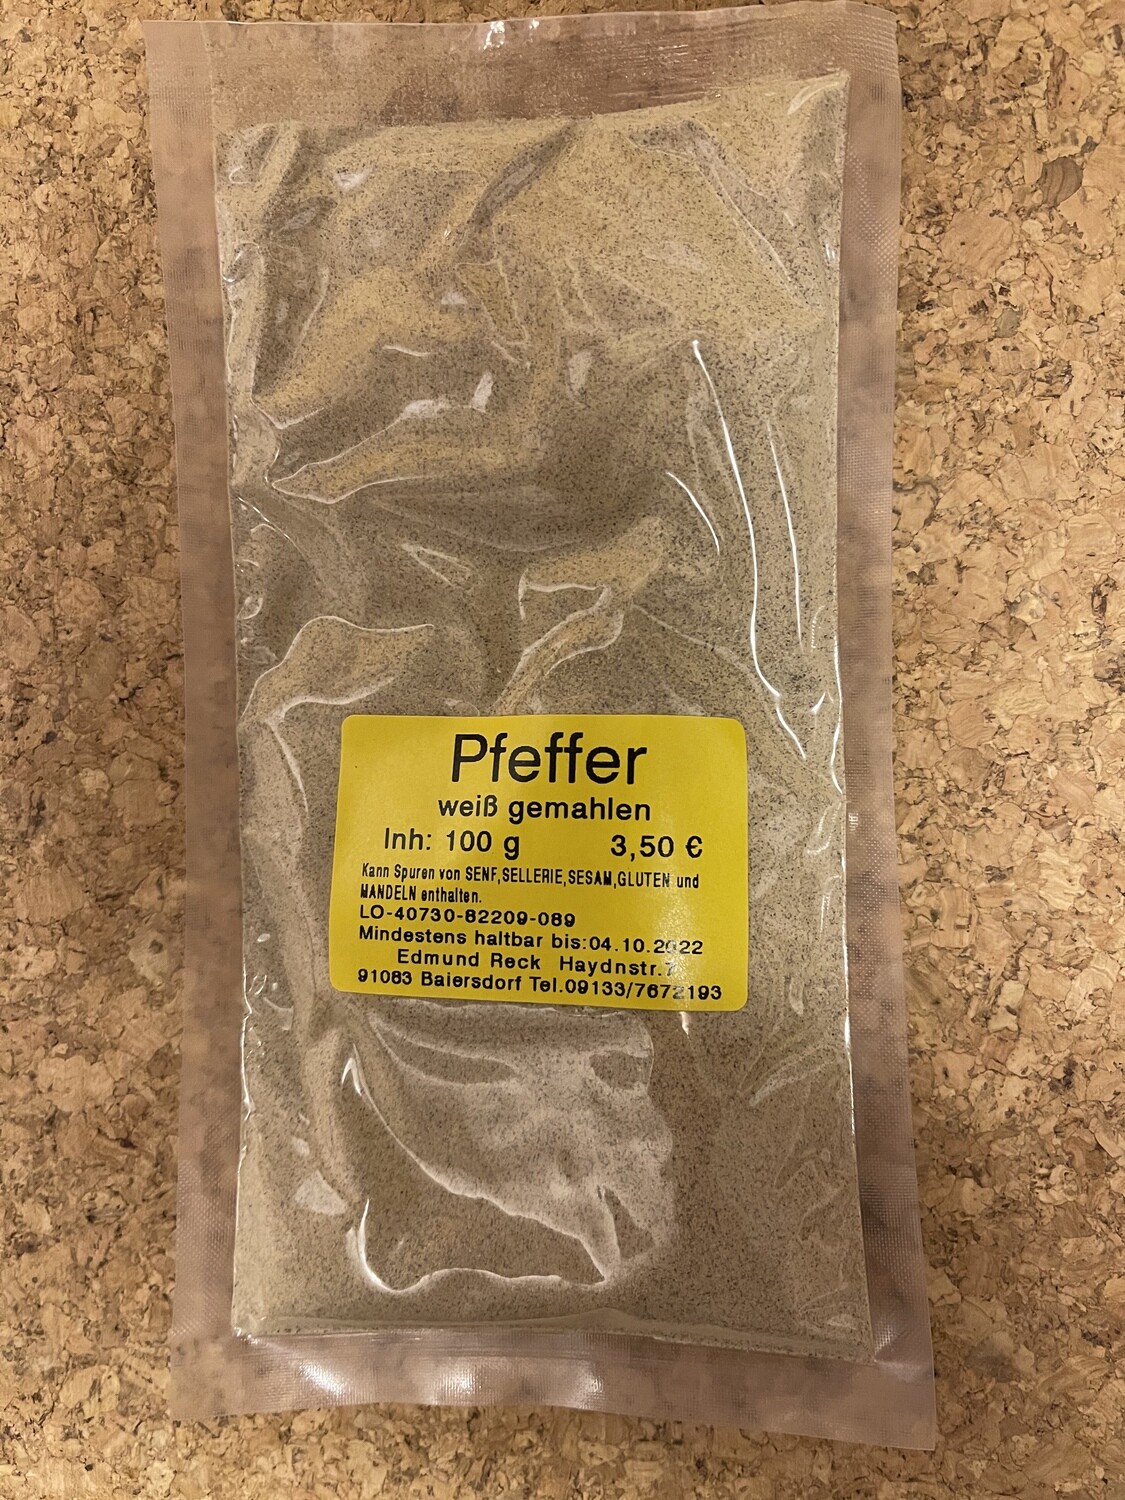 Pfeffer
weiß gemahlen
Inh: 100 g 3,50 €
Kann Spuren von SENF,SELLERIE,SESAM,GLUTEN und
MANDELN enthalten.
LO-40730-82209-089
Mindestens haltbar bis:04.10.2022
Edmund Reck Haydnstr.7
91083 Baiersdorf Tel.09133/7672193